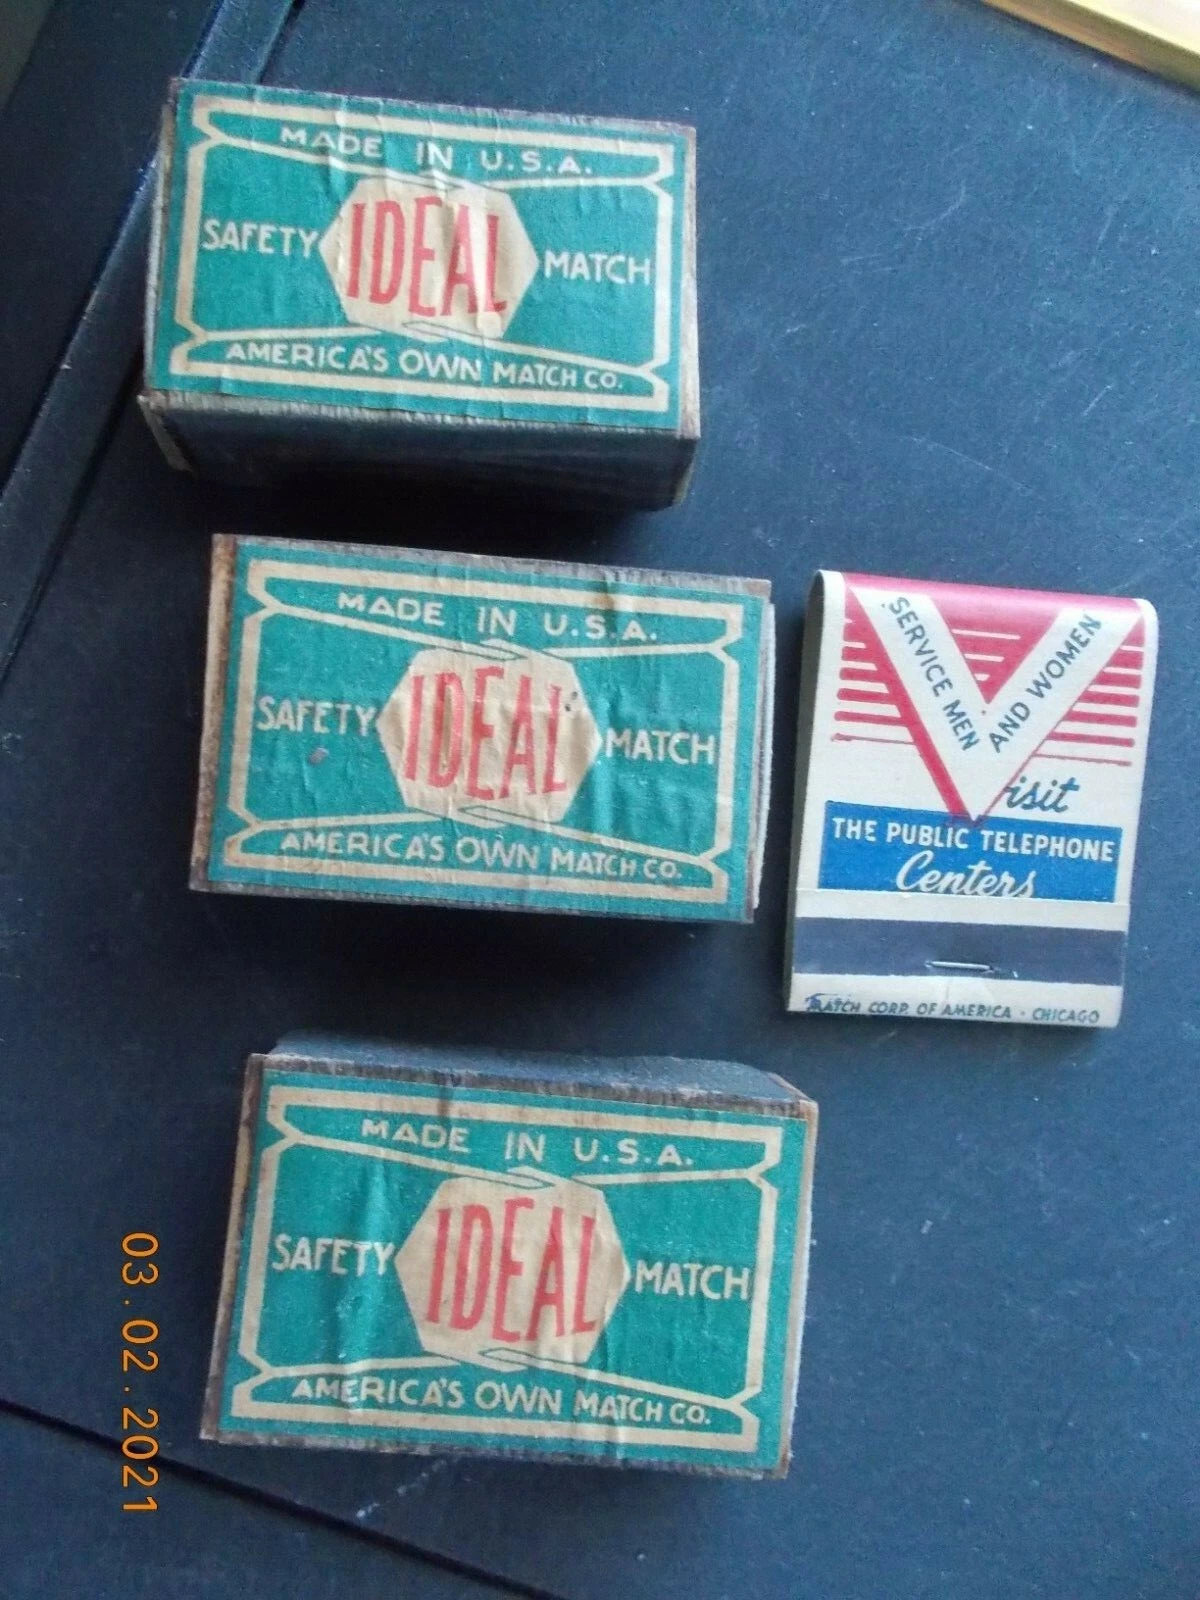 MADE IN U.S.A.
SAFETY IDEAL MATCH
AMERICA'S OWN MATCH CO.
MADE IN U.S.A.
SAFETY IDEAL MATCH
AMERICA'S OWN MATCH CO.
SERVICE MEN
AND WOMEN
Visit
THE PUBLIC TELEPHONE
Centers
MATCH CORP. OF AMERICA · CHICAGO
MADE IN U.S.A.
SAFETY IDEAL MATCH
AMERICA'S OWN MATCH CO.
03.02.2021